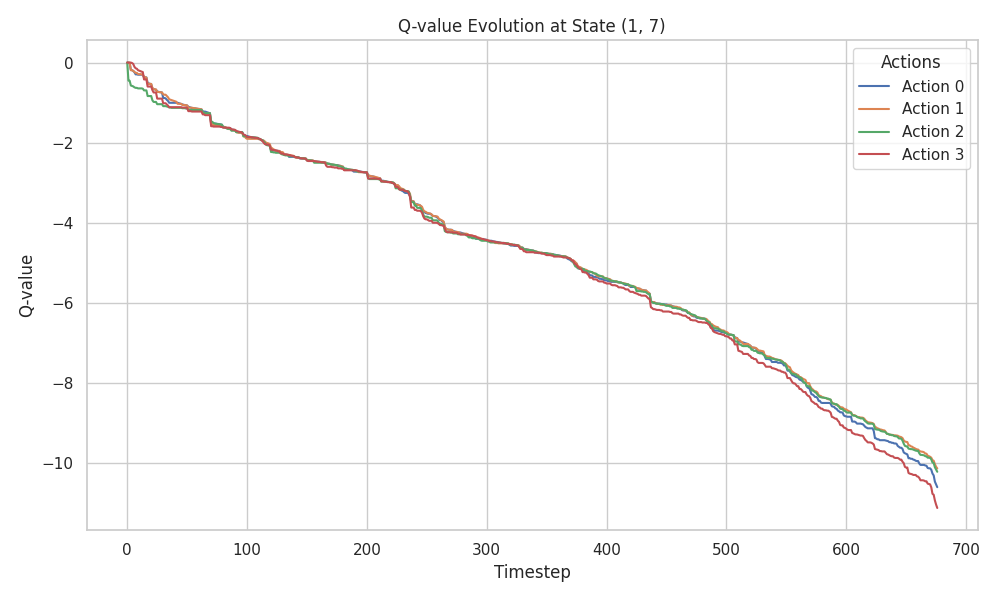 Q-value Evolution at State (1, 7)
Actions
Action 0
Action 1
Action 2
Action 3
Q-value
0
−2
−4
−6
−8
−10
0 100 200 300 400 500 600 700
Timestep